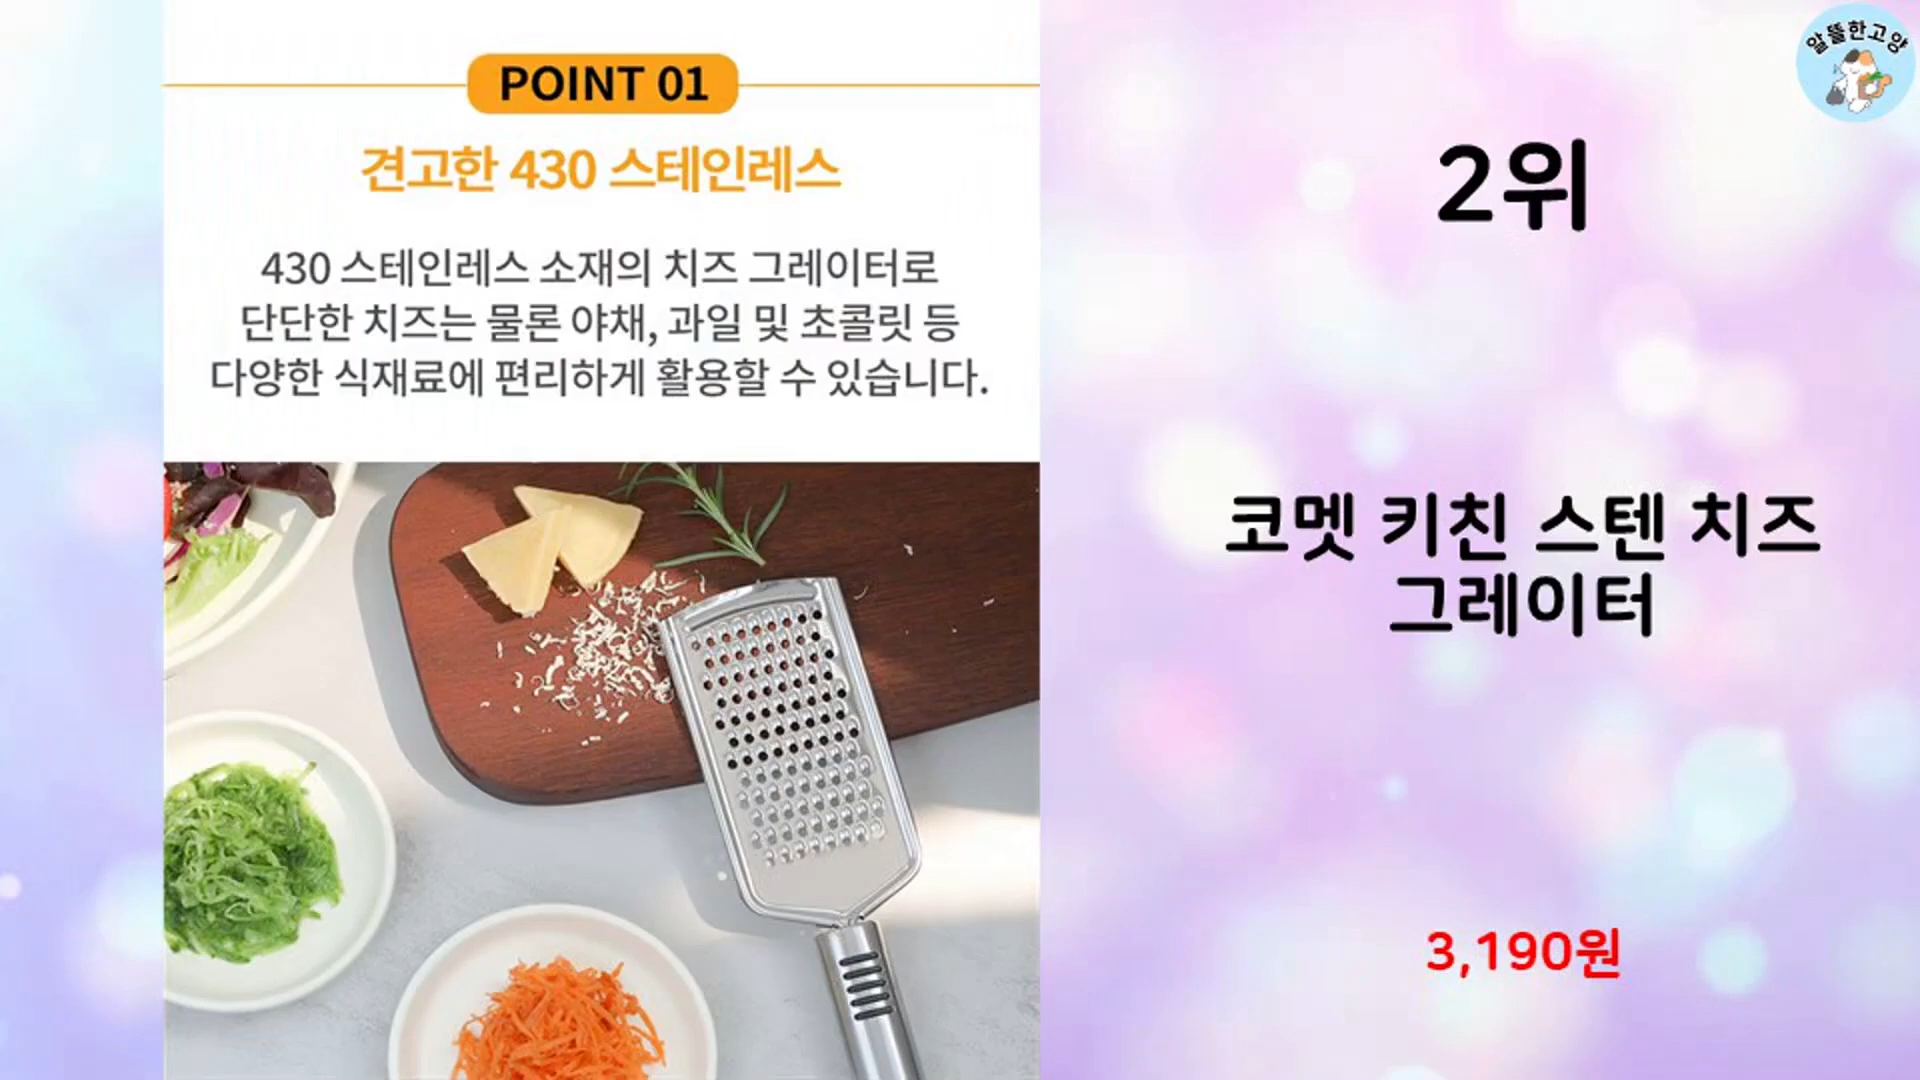 POINT 01
견고한 430 스테인레스
430 스테인레스 소재의 치즈 그레이터로
단단한 치즈는 물론 야채, 과일 및 초콜릿 등
다양한 식재료에 편리하게 활용할 수 있습니다.
알뜰한고양
2위
코멧 키친 스텐 치즈
그레이터
3,190원